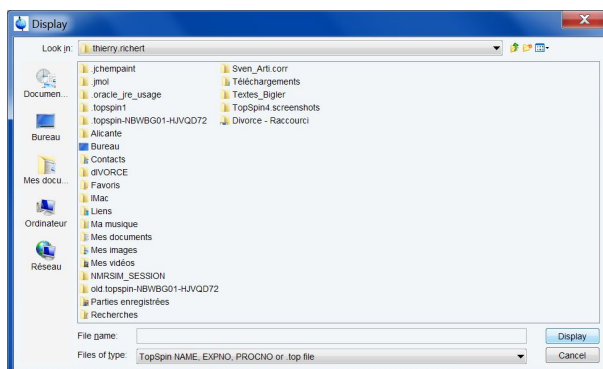 Display
Look in:
thierry.richert
Documen...
Bureau
Mes docu...
Ordinateur
Réseau
.jchempaint
.jmol
.oracle_jre_usage
.topspin1
.topspin-NBWBG01-HJVQD72
Alicante
Bureau
Contacts
dIVORCE
Favoris
IMac
Liens
Ma musique
Mes documents
Mes images
Mes vidéos
NMRSIM_SESSION
old.topspin-NBWBG01-HJVQD72
Parties enregistrées
Recherches
Sven_Arti.corr
Téléchargements
Textes_Bigler
TopSpin4.screenshots
Divorce - Raccourci
File name:
Display
Files of type:
TopSpin NAME, EXPNO, PROCNO or .top file
Cancel